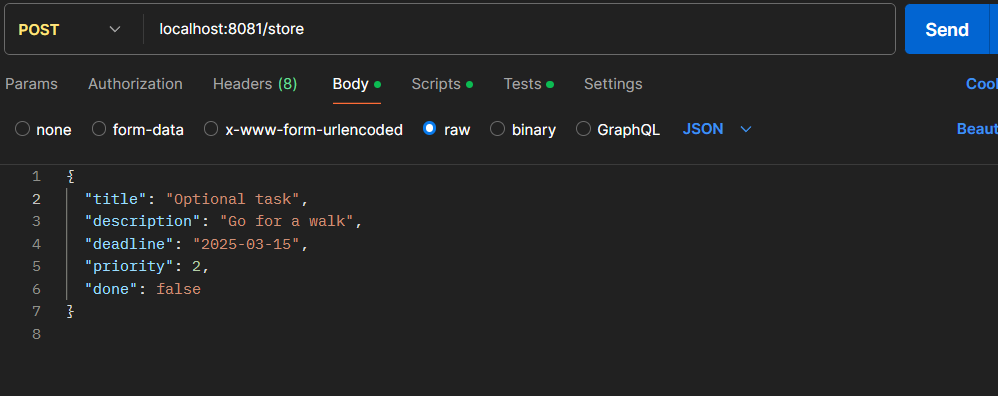 POST localhost:8081/store Send
Params Authorization Headers (8) Body Scripts Tests Settings
none form-data x-www-form-urlencoded raw binary GraphQL JSON
1 {
2 "title": "Optional task",
3 "description": "Go for a walk",
4 "deadline": "2025-03-15",
5 "priority": 2,
6 "done": false
7 }
8